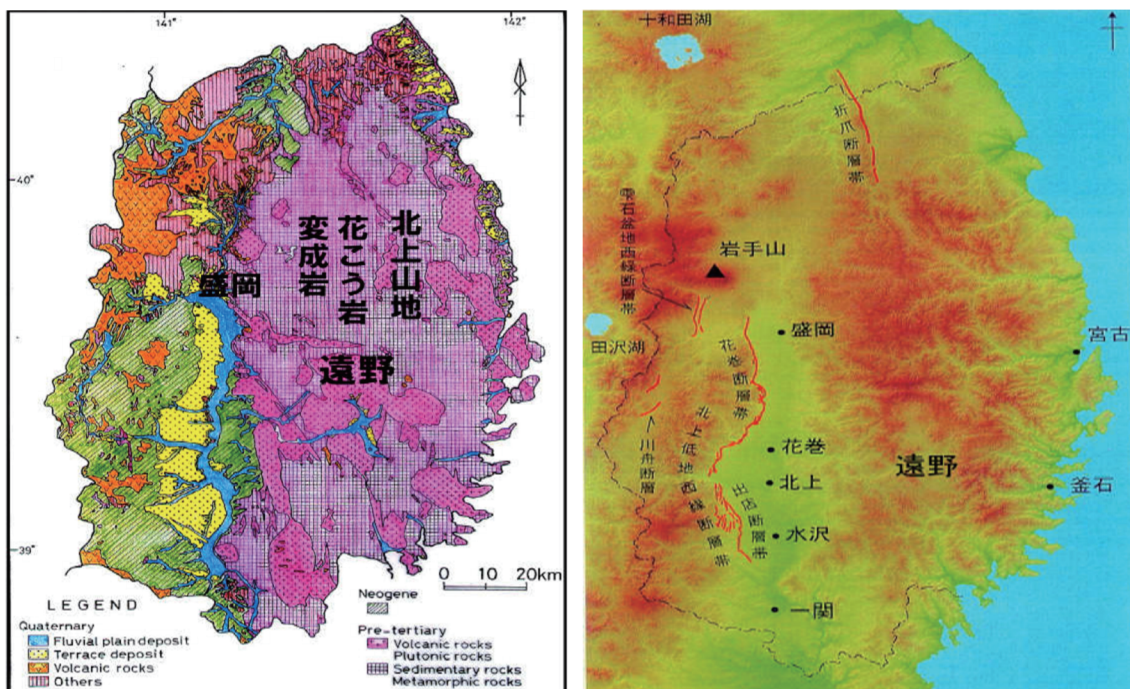 141°
142°
40°
39°
北上山地
花こう岩
変成岩
盛岡
遠野
0 10 20km
LEGEND
Quaternary
Fluvial plain deposit
Terrace deposit
Volcanic rocks
Others
Neogene
Pre-tertiary
Volcanic rocks
Plutonic rocks
Sedimentary rocks
Metamorphic rocks
十和田湖
折爪断層帯
雫石盆地西縁断層帯
岩手山
盛岡
宮古
田沢湖
花巻断層帯
北上低地西縁断層帯
川舟断層
花巻
遠野
北上
釜石
出店断層帯
水沢
一関